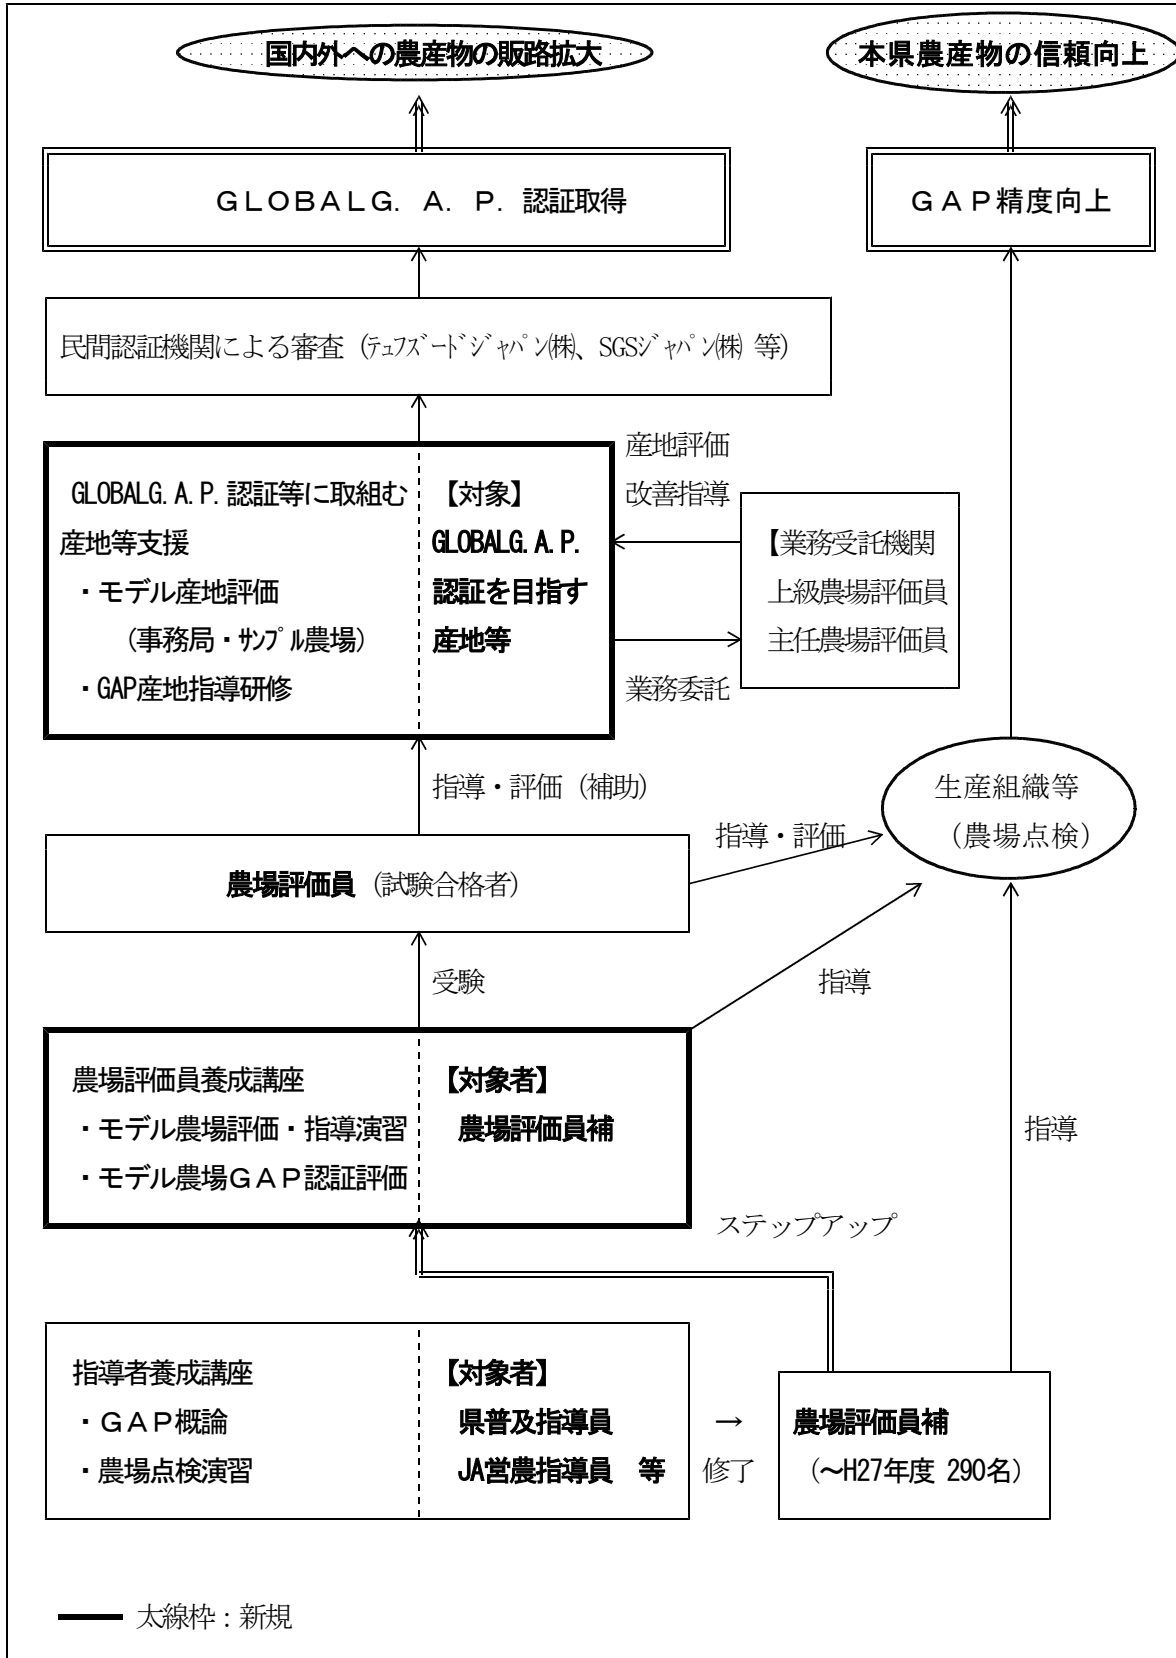 国内外への農産物の販路拡大
本県農産物の信頼向上
ＧＬＯＢＡＬＧ．Ａ．Ｐ．認証取得
ＧＡＰ精度向上
民間認証機関による審査（ﾃｭﾌｽﾞｰﾄﾞｼﾞｬﾊﾟﾝ㈱、SGSｼﾞｬﾊﾟﾝ㈱ 等）
GLOBALG.A.P.認証等に取組む
産地等支援
・モデル産地評価
（事務局・ｻﾝﾌﾟﾙ農場）
・GAP産地指導研修
【対象】
GLOBALG.A.P.
認証を目指す
産地等
産地評価
改善指導
業務委託
【業務受託機関
上級農場評価員
主任農場評価員
指導・評価（補助）
農場評価員（試験合格者）
指導・評価
生産組織等
（農場点検）
受験
指導
農場評価員養成講座
・モデル農場評価・指導演習
・モデル農場ＧＡＰ認証評価
【対象者】
農場評価員補
指導
ステップアップ
指導者養成講座
・ＧＡＰ概論
・農場点検演習
【対象者】
県普及指導員
JA営農指導員　等
→
修了
農場評価員補
（～H27年度 290名）
太線枠：新規